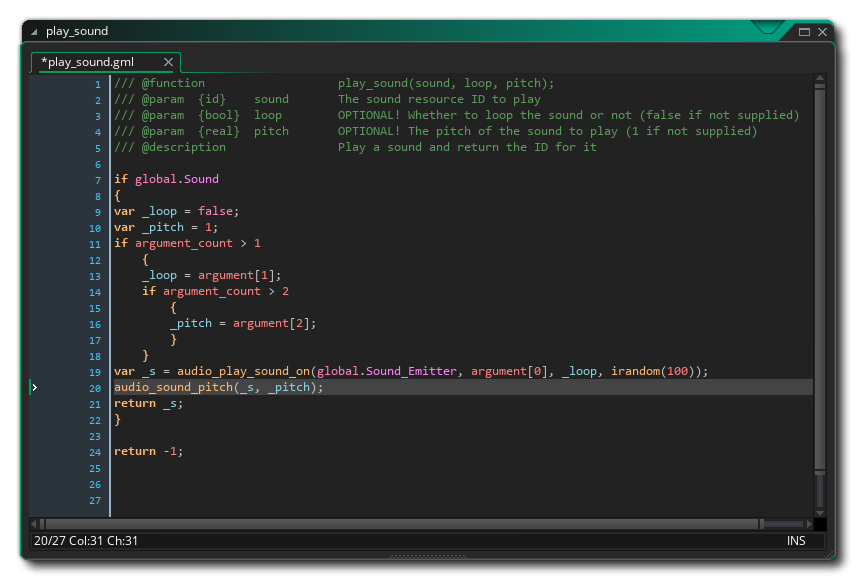 play_sound
*play_sound.gml
1 /// @function play_sound(sound, loop, pitch);
2 /// @param {id} sound The sound resource ID to play
3 /// @param {bool} loop OPTIONAL! Whether to loop the sound or not (false if not supplied)
4 /// @param {real} pitch OPTIONAL! The pitch of the sound to play (1 if not supplied)
5 /// @description Play a sound and return the ID for it
6
7 if global.Sound
8 {
9 var _loop = false;
10 var _pitch = 1;
11 if argument_count > 1
12 {
13 _loop = argument[1];
14 if argument_count > 2
15 {
16 _pitch = argument[2];
17 }
18 }
19 var _s = audio_play_sound_on(global.Sound_Emitter, argument[0], _loop, irandom(100));
20 audio_sound_pitch(_s, _pitch);
21 return _s;
22 }
23
24 return -1;
25
26
27
20/27 Col:31 Ch:31 INS